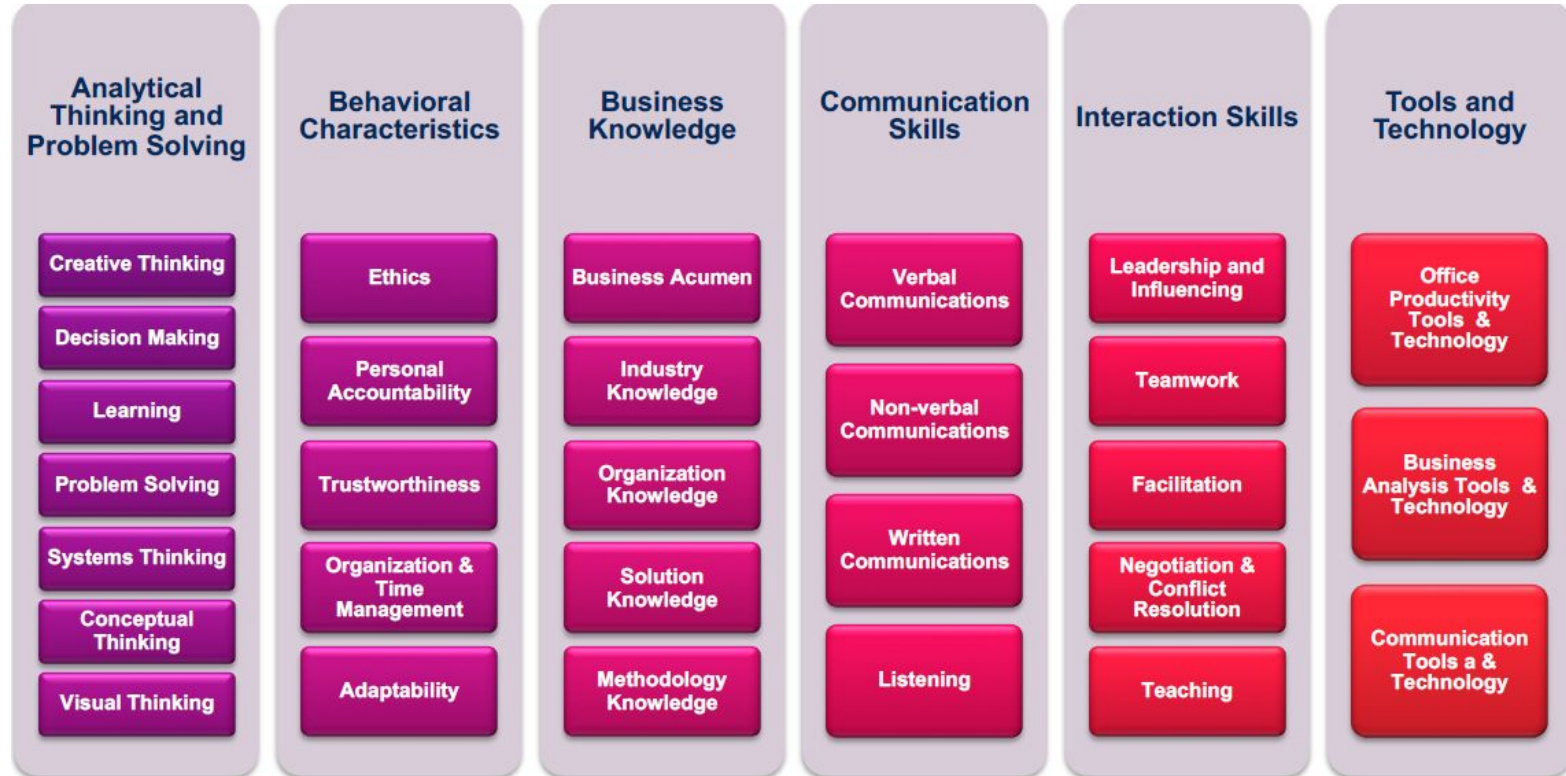 Analytical
Thinking and
Problem Solving
Creative Thinking
Decision Making
Learning
Problem Solving
Systems Thinking
Conceptual
Thinking
Visual Thinking
Behavioral
Characteristics
Ethics
Personal
Accountability
Trustworthiness
Organization &
Time
Management
Adaptability
Business
Knowledge
Business Acumen
Industry
Knowledge
Organization
Knowledge
Solution
Knowledge
Methodology
Knowledge
Communication
Skills
Verbal
Communications
Non-verbal
Communications
Written
Communications
Listening
Interaction Skills
Leadership and
Influencing
Teamwork
Facilitation
Negotiation &
Conflict
Resolution
Teaching
Tools and
Technology
Office
Productivity
Tools &
Technology
Business
Analysis Tools &
Technology
Communication
Tools a &
Technology